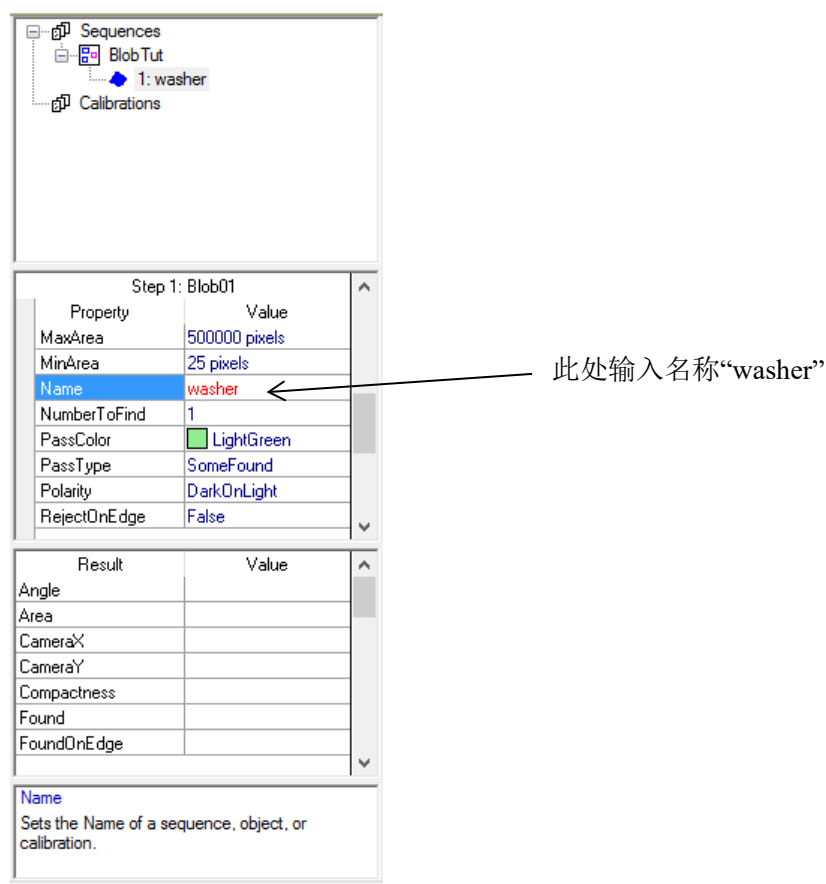 Sequences
BlobTut
1: washer
Calibrations
Step 1: Blob01
Property Value
MaxArea 500000 pixels
MinArea 25 pixels
Name washer
NumberToFind 1
PassColor LightGreen
PassType SomeFound
Polarity DarkOnLight
RejectOnEdge False
此处输入名称“washer”
Result Value
Angle
Area
CameraX
CameraY
Compactness
Found
FoundOnEdge
Name
Sets the Name of a sequence, object, or
calibration.